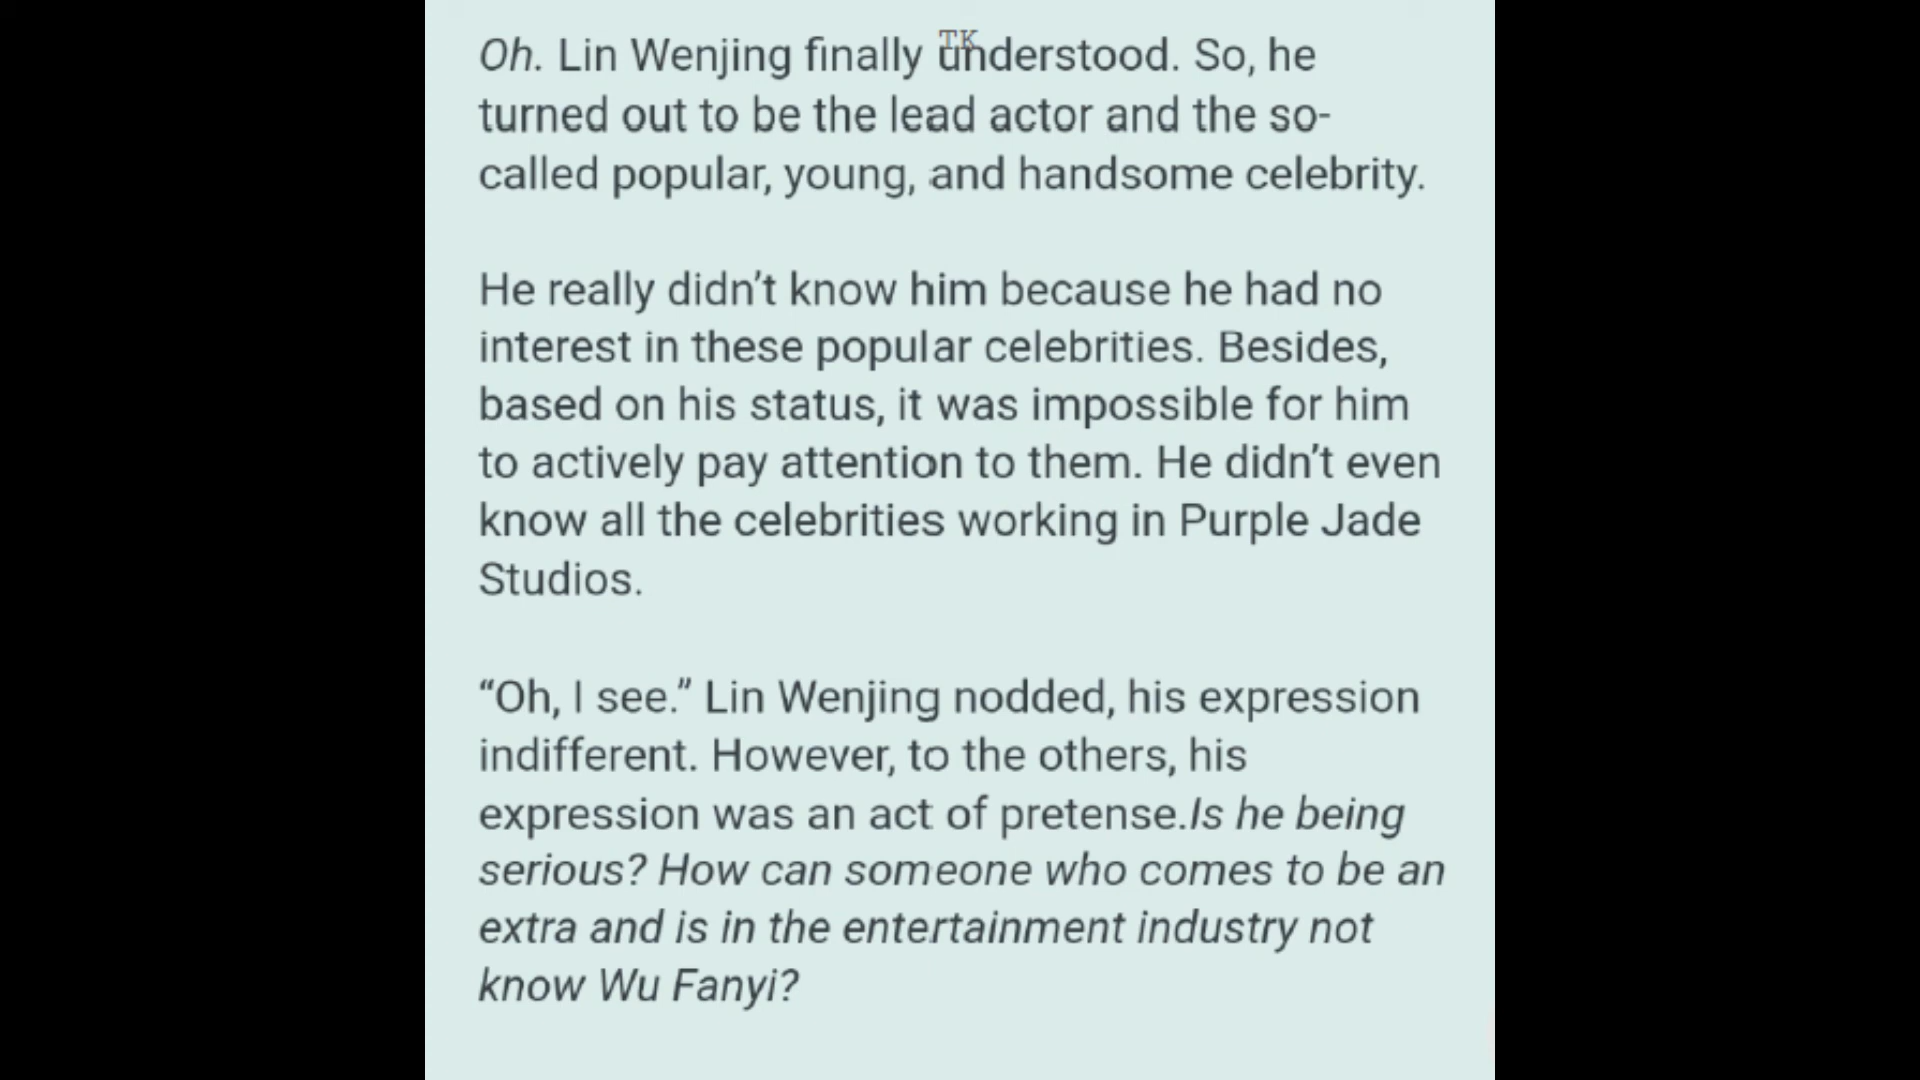 TK
Oh. Lin Wenjing finally understood. So, he
turned out to be the lead actor and the so-
called popular, young, and handsome celebrity.
He really didn’t know him because he had no
interest in these popular celebrities. Besides,
based on his status, it was impossible for him
to actively pay attention to them. He didn’t even
know all the celebrities working in Purple Jade
Studios.
“Oh, I see.” Lin Wenjing nodded, his expression
indifferent. However, to the others, his
expression was an act of pretense.Is he being
serious? How can someone who comes to be an
extra and is in the entertainment industry not
know Wu Fanyi?